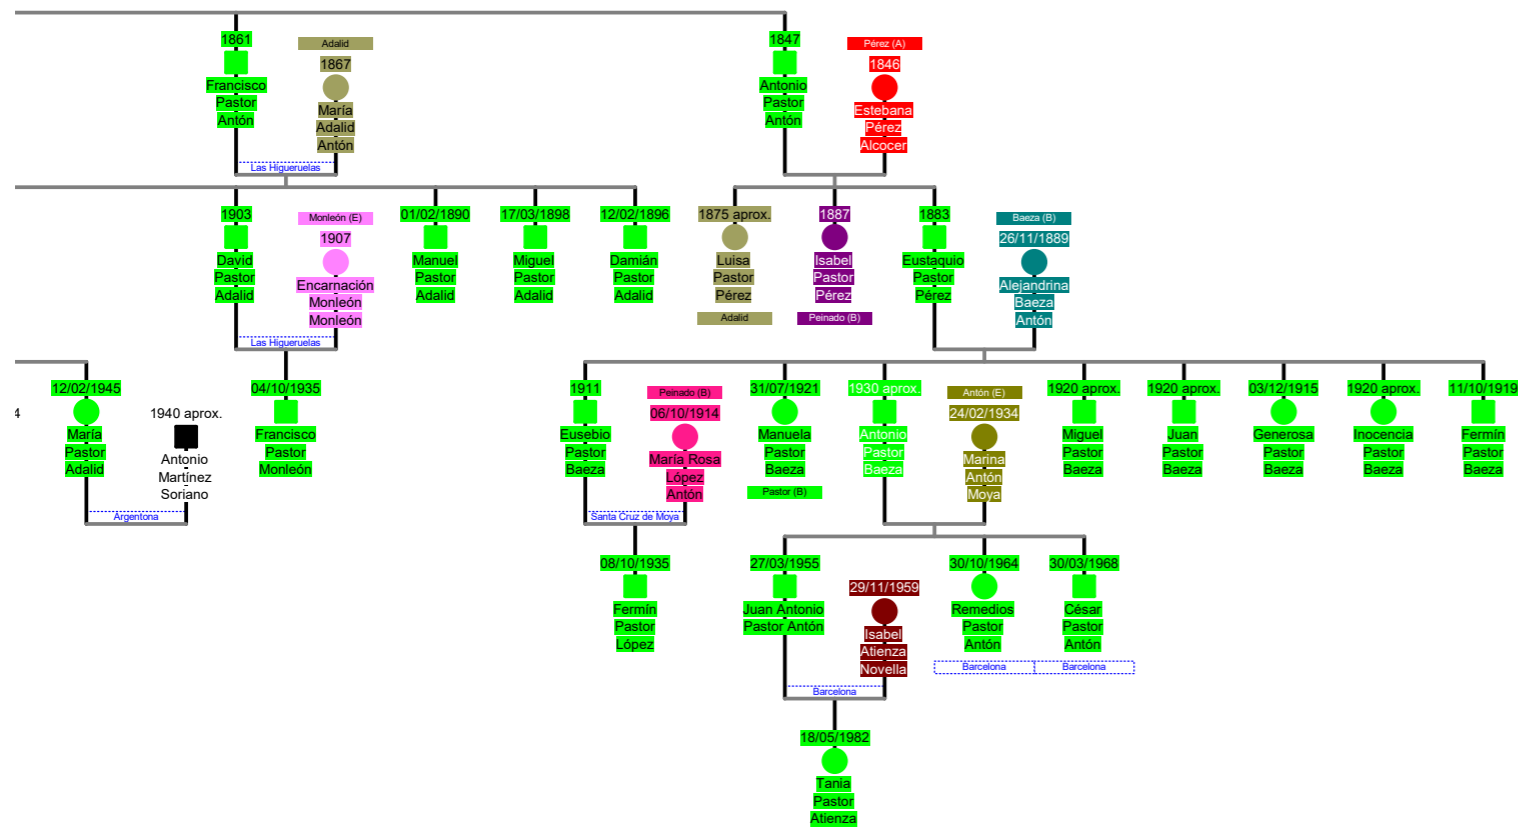 1861
Francisco
Pastor
Antón
Adalid
1867
María
Adalid
Antón
Las Higueruelas
1847
Antonio
Pastor
Antón
Pérez (A)
1846
Estebana
Pérez
Alcocer
1903
David
Pastor
Adalid
Monleón (E)
1907
Encarnación
Monleón
Monleón
Las Higueruelas
01/02/1890
Manuel
Pastor
Adalid
17/03/1898
Miguel
Pastor
Adalid
12/02/1896
Damián
Pastor
Adalid
1875 aprox.
Luisa
Pastor
Pérez
Adalid
1887
Isabel
Pastor
Pérez
Peinado (B)
1883
Eustaquio
Pastor
Pérez
Baeza (B)
26/11/1889
Alejandrina
Baeza
Antón
4
12/02/1945
María
Pastor
Adalid
1940 aprox.
Antonio
Martínez
Soriano
Argentona
04/10/1935
Francisco
Pastor
Monleón
1911
Eusebio
Pastor
Baeza
Peinado (B)
06/10/1914
María Rosa
López
Antón
Santa Cruz de Moya
31/07/1921
Manuela
Pastor
Baeza
Pastor (B)
1930 aprox.
Antonio
Pastor
Baeza
Antón (E)
24/02/1934
Marina
Antón
Moya
1920 aprox.
Miguel
Pastor
Baeza
1920 aprox.
Juan
Pastor
Baeza
03/12/1915
Generosa
Pastor
Baeza
1920 aprox.
Inocencia
Pastor
Baeza
11/10/1919
Fermín
Pastor
Baeza
08/10/1935
Fermín
Pastor
López
27/03/1955
Juan Antonio
Pastor Antón
29/11/1959
Isabel
Atienza
Novella
Barcelona
30/10/1964
Remedios
Pastor
Antón
Barcelona
30/03/1968
César
Pastor
Antón
Barcelona
18/05/1982
Tania
Pastor
Atienza